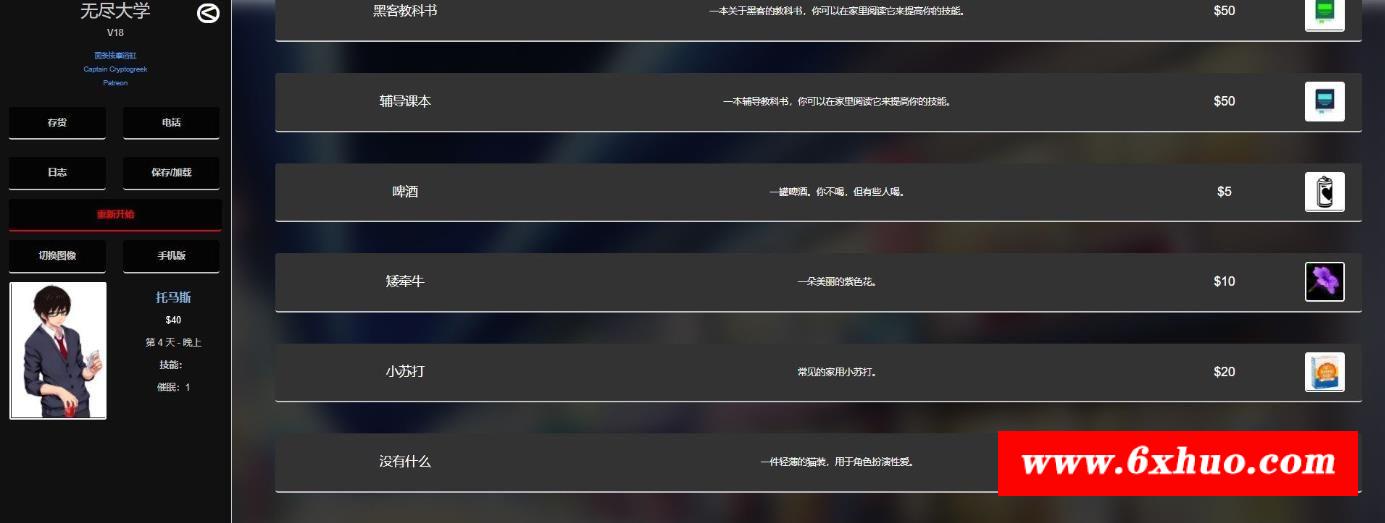 无尽大学
V18
面条按摩浴缸
Captain Cryptogreek
Patreon
存货
电话
日志
保存/加载
重新开始
切换图像
手机版
托马斯
$40
第 4 天 - 晚上
技能：
催眠：1
黑客教科书
一本关于黑客的教科书，你可以在家里阅读它来提高你的技能。
$50
辅导课本
一本辅导教科书，你可以在家里阅读它来提高你的技能。
$50
啤酒
一罐啤酒。你不喝，但有些人喝。
$5
矮牵牛
一朵美丽的紫色花。
$10
小苏打
常见的家用小苏打。
$20
没有什么
一件轻薄的猫装，用于角色扮演性爱。
www.6xhuo.com